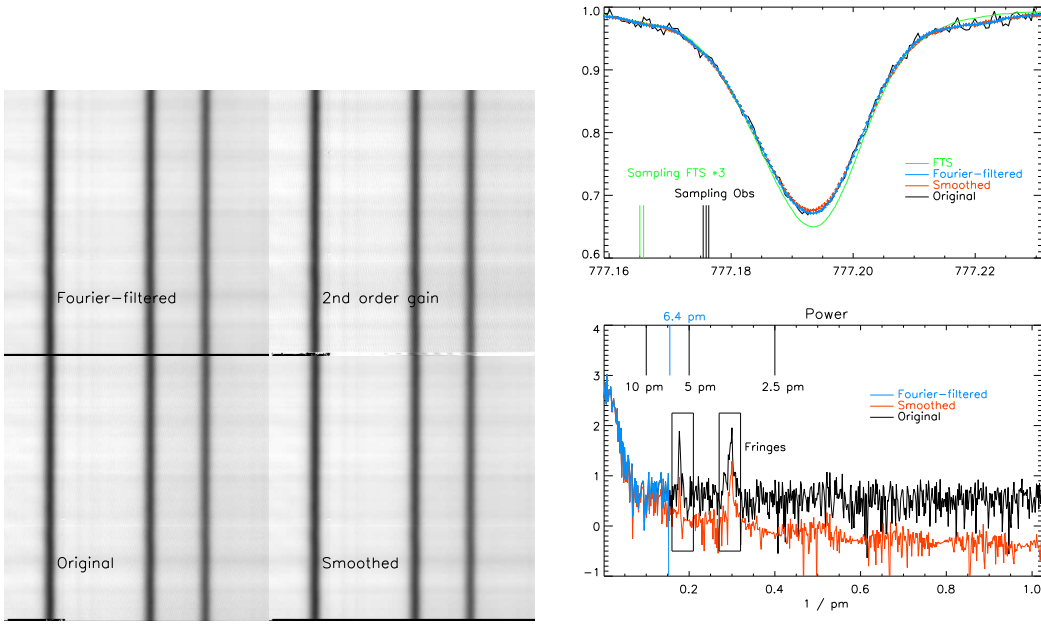 Fourier-filtered
2nd order gain
Original
Smoothed
1.0
0.9
0.8
0.7
0.6
Sampling FTS *3
Sampling Obs
FTS
Fourier-filtered
Smoothed
Original
777.16
777.18
777.20
777.22
6.4 pm
Power
4
3
2
1
0
-1
10 pm
5 pm
2.5 pm
Fourier-filtered
Smoothed
Original
Fringes
0.2
0.4
0.6
0.8
1.0
1 / pm